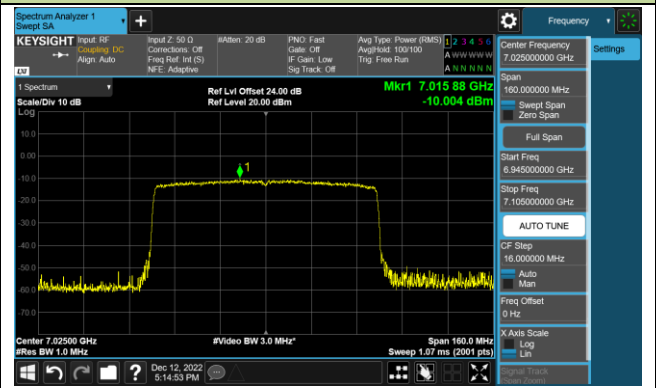 Spectrum Analyzer 1
Swept SA
Frequency
KEYSIGHT
Input: RF
Coupling: DC
Align: Auto
Input Z: 50 Ω
Corrections: Off
Freq Ref: Int (S)
NFE: Adaptive
#Atten: 20 dB
PNO: Fast
Gate: Off
IF Gain: Low
Sig Track: Off
Avg Type: Power (RMS)
Avg|Hold: 100/100
Trig: Free Run
1 2 3 4 5 6
A W W W W W
A N N N N N
LXI
1 Spectrum
Scale/Div 10 dB
Ref Lvl Offset 24.00 dB
Ref Level 20.00 dBm
Mkr1 7.015 88 GHz
-10.004 dBm
Log
10.0
0.00
-10.0
-20.0
-30.0
-40.0
-50.0
-60.0
-70.0
1
Center 7.02500 GHz
#Res BW 1.0 MHz
#Video BW 3.0 MHz*
Span 160.0 MHz
Sweep 1.07 ms (2001 pts)
Dec 12, 2022
5:14:53 PM
Center Frequency
7.025000000 GHz
Settings
Span
160.000000 MHz
Swept Span
Zero Span
Full Span
Start Freq
6.945000000 GHz
Stop Freq
7.105000000 GHz
AUTO TUNE
CF Step
16.000000 MHz
Auto
Man
Freq Offset
0 Hz
X Axis Scale
Log
Lin
Signal Track
(Span Zoom)